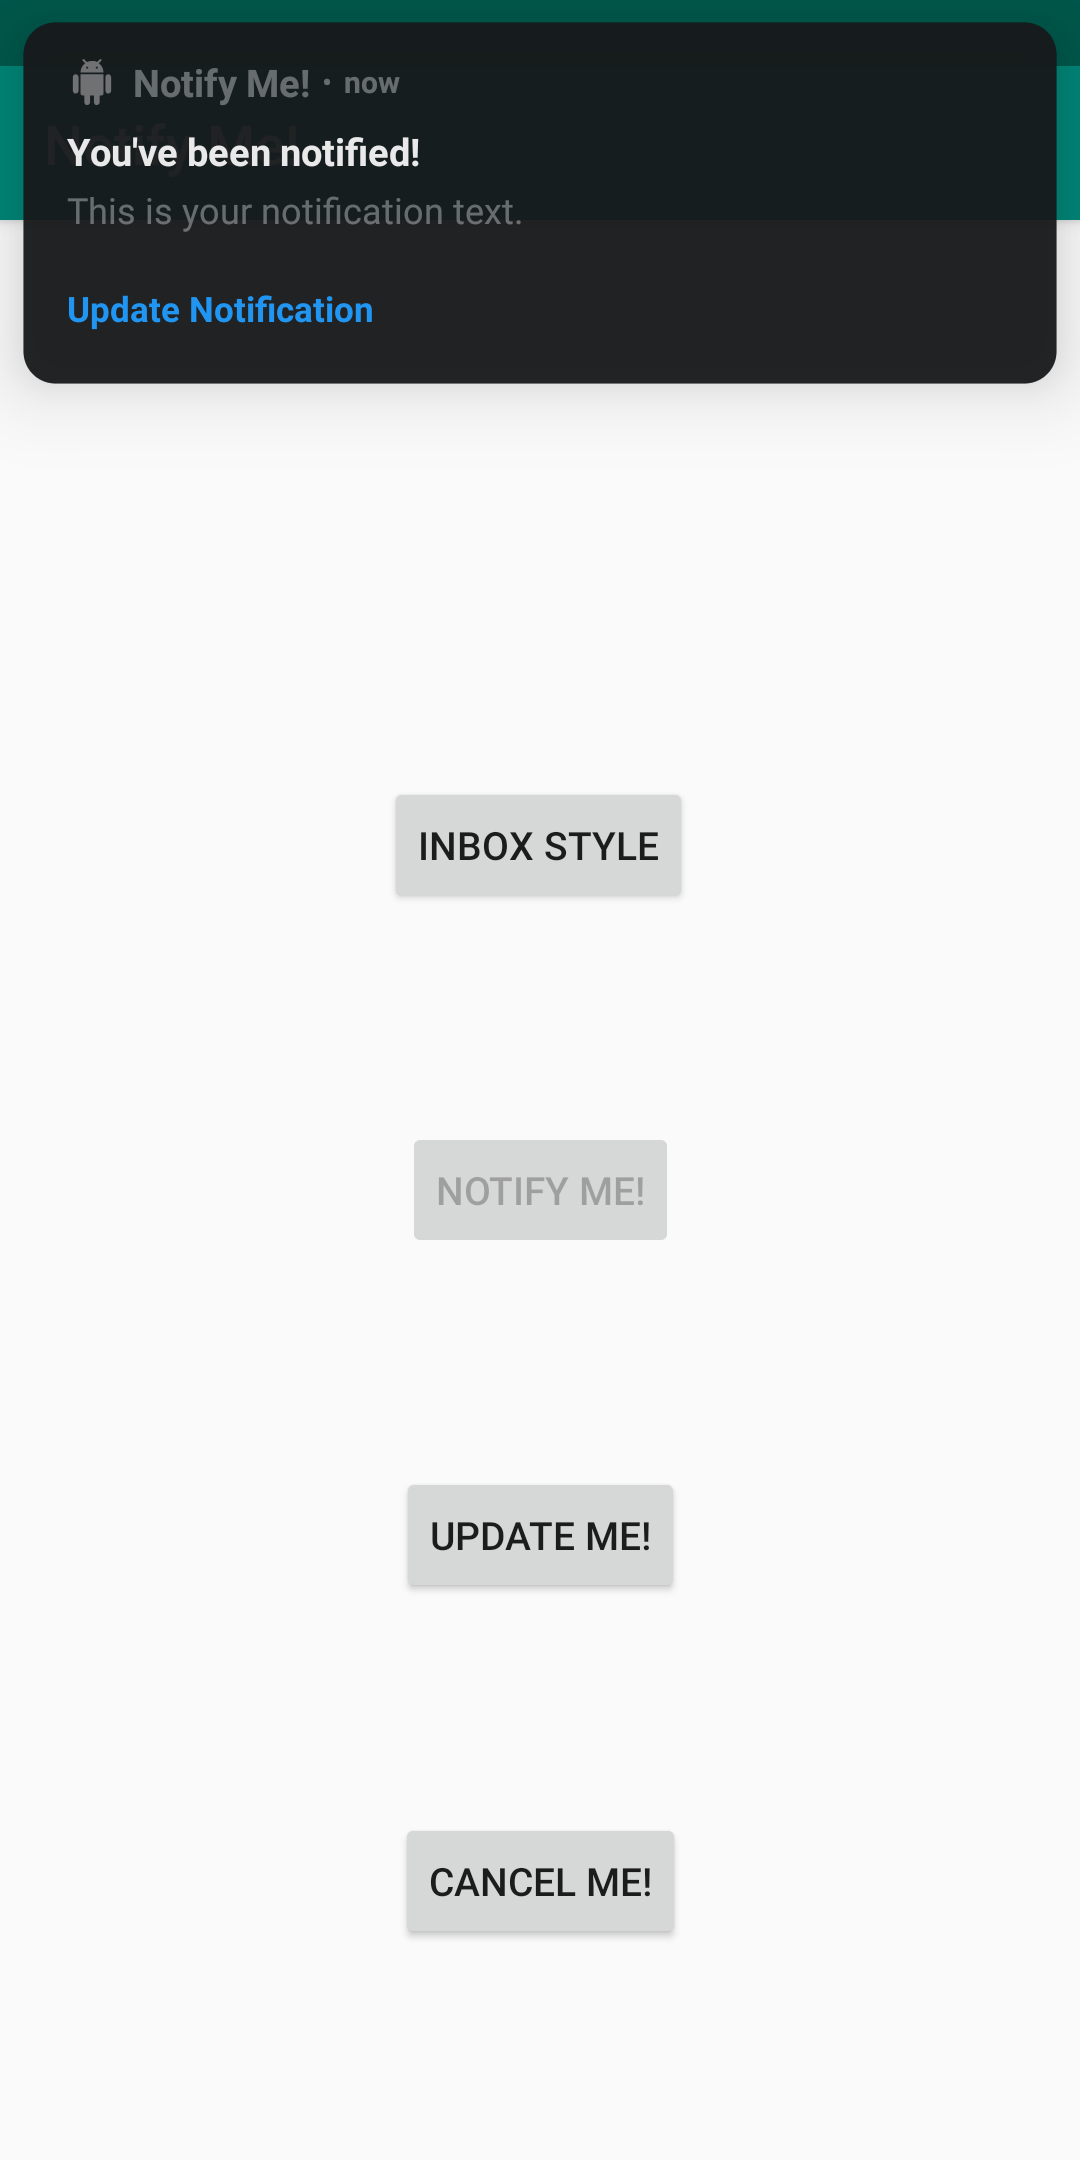 Notify Me! • now
You've been notified!
This is your notification text.
Update Notification
INBOX STYLE
NOTIFY ME!
UPDATE ME!
CANCEL ME!